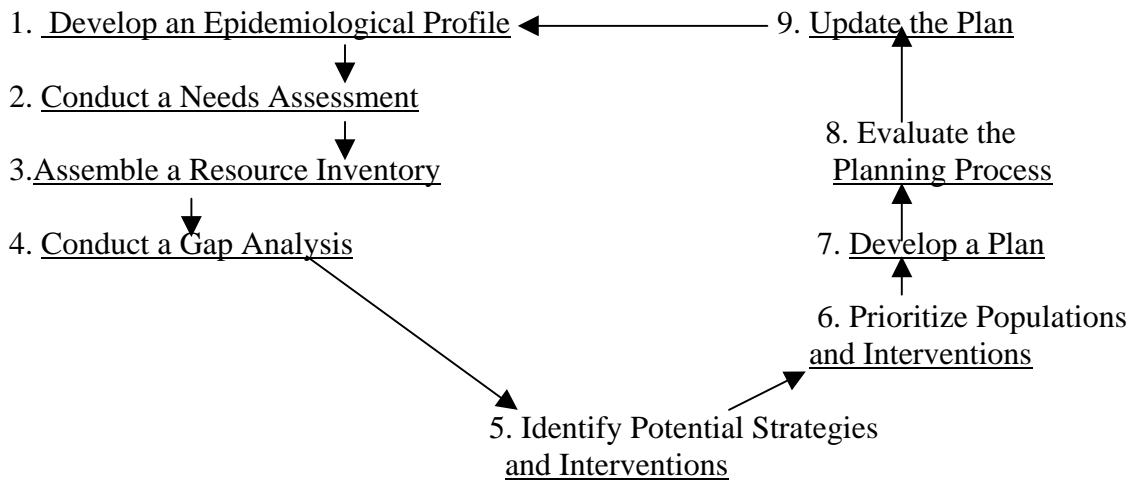 1. Develop an Epidemiological Profile
9. Update the Plan
2. Conduct a Needs Assessment
8. Evaluate the
Planning Process
3.Assemble a Resource Inventory
4. Conduct a Gap Analysis
7. Develop a Plan
6. Prioritize Populations
and Interventions
5. Identify Potential Strategies
and Interventions